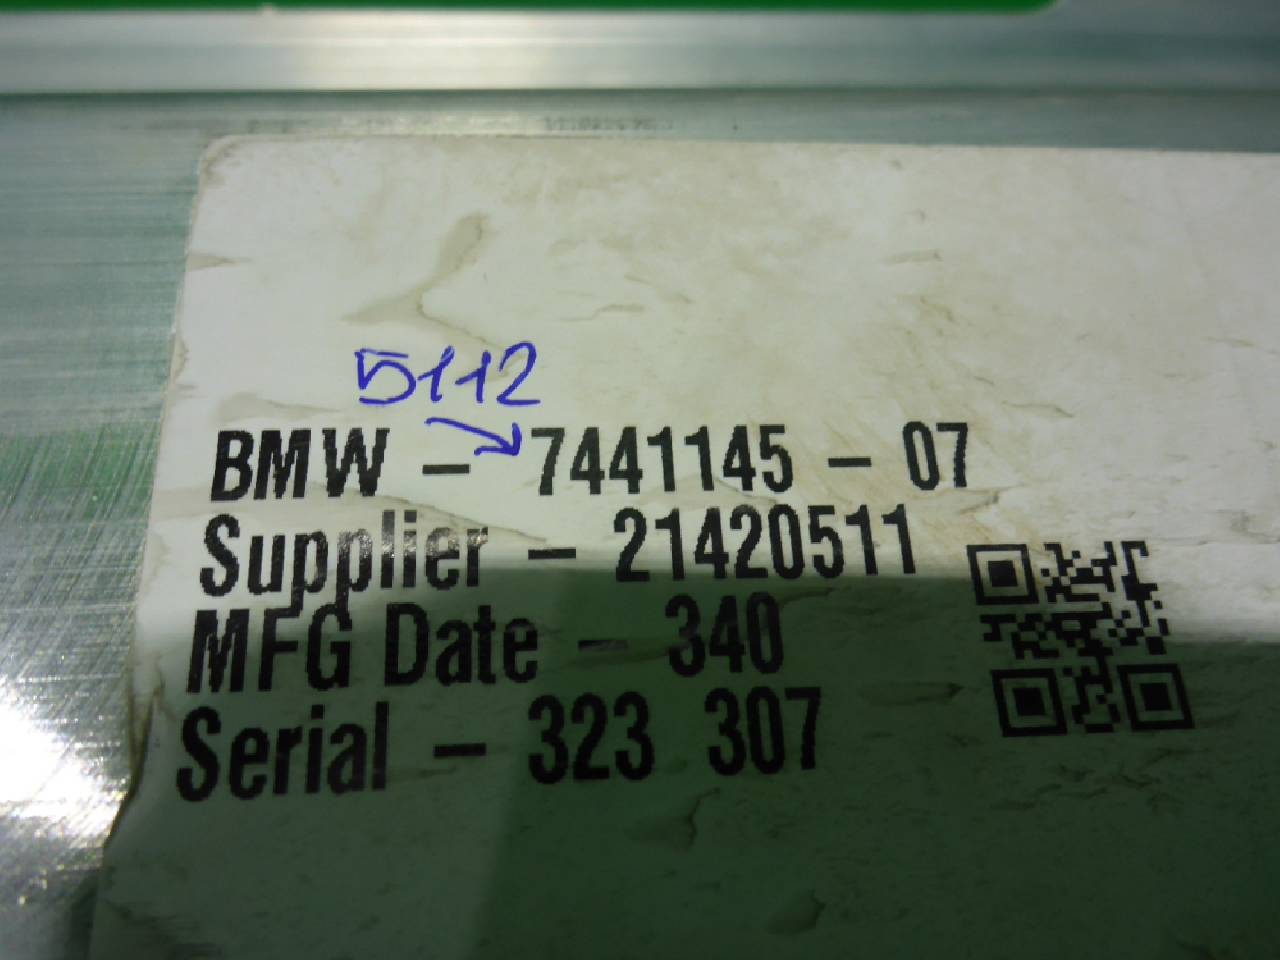 5112
BMW - 7441145 - 07
Supplier - 21420511
MFG Date - 340
Serial - 323 307